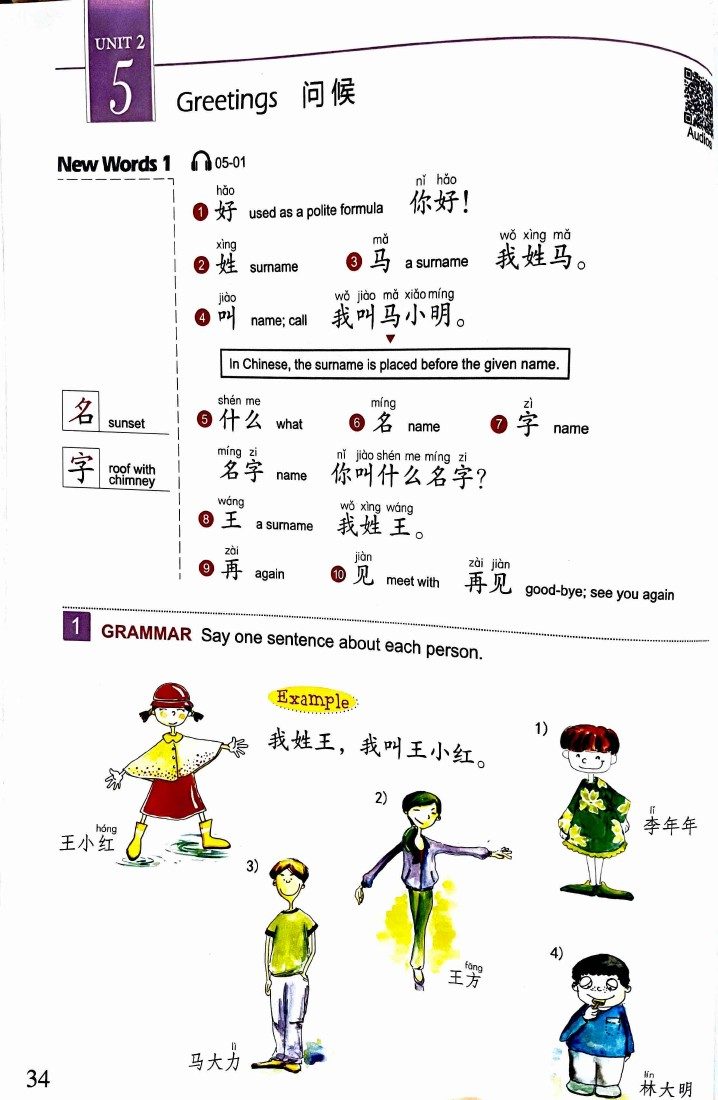 UNIT 2
5
Greetings 问候
Audios
New Words 1 05-01
hǎo nǐ hǎo
1 好 used as a polite formula 你好！
xìng mǎ wǒ xìng mǎ
2 姓 surname 3 马 a surname 我姓马。
jiào wǒ jiào mǎ xiǎo míng
4 叫 name; call 我叫马小明。
In Chinese, the surname is placed before the given name.
名 sunset
字 roof with chimney
shén me míng zì
5 什么 what 6 名 name 7 字 name
míng zi nǐ jiào shén me míng zi
名字 name 你叫什么名字？
wáng wǒ xìng wáng
8 王 a surname 我姓王。
zài jiàn zài jiàn
9 再 again 10 见 meet with 再见 good-bye; see you again
1 GRAMMAR Say one sentence about each person.
Example
我姓王，我叫王小红。
hóng
王小红
1)
lǐ
李年年
2)
fāng
王方
3)
lì
马大力
4)
lín
林大明
34